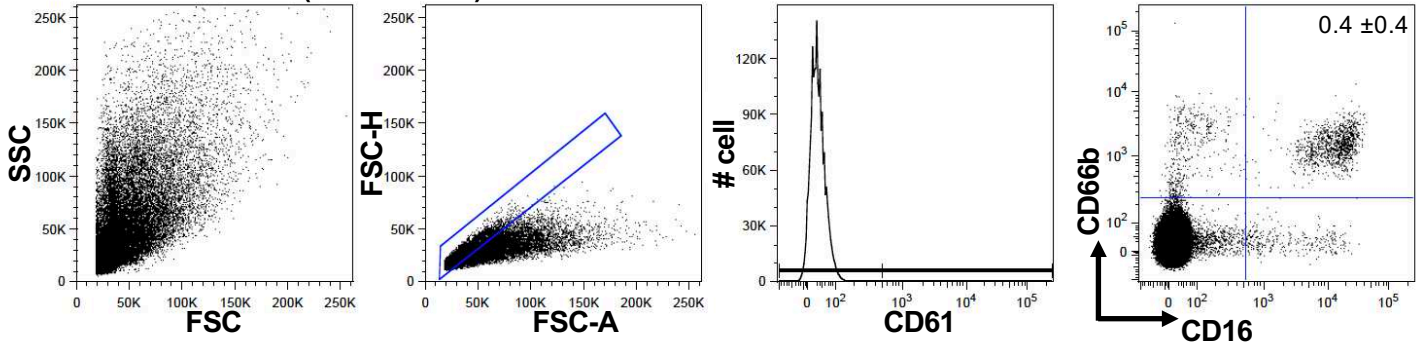 250K
200K
150K
100K
50K
0
0 50K 100K 150K 200K 250K
SSC
FSC
250K
200K
150K
100K
50K
0
0 50K 100K 150K 200K 250K
FSC-H
FSC-A
120K
90K
60K
30K
0
0 10² 10³ 10⁴ 10⁵
# cell
CD61
0.4 ±0.4
10⁵
10⁴
10³
10²
0
0 10² 10³ 10⁴ 10⁵
CD66b
CD16